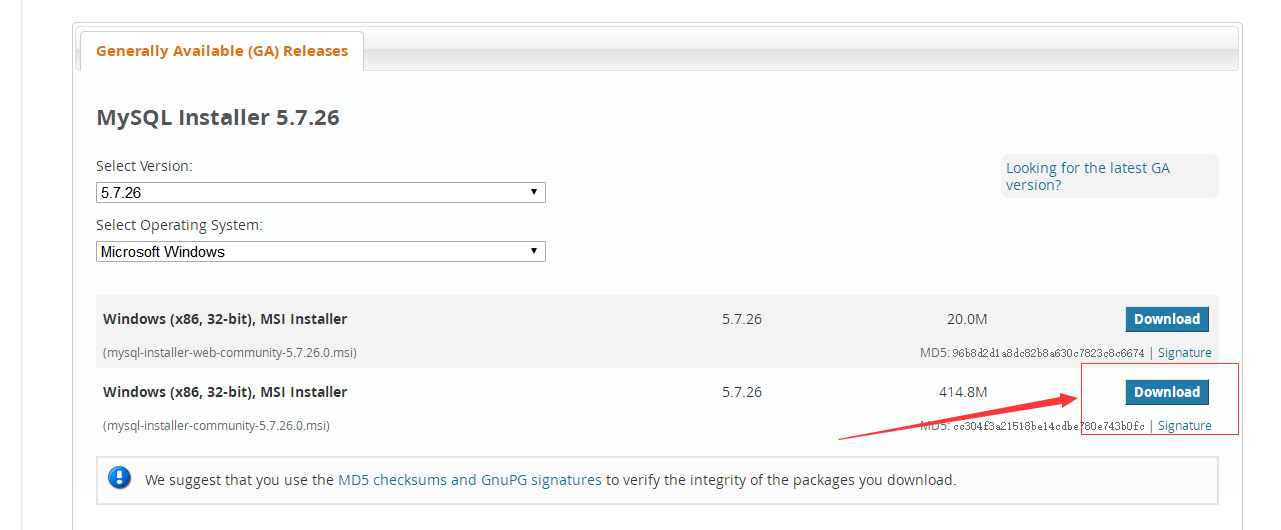 Generally Available (GA) Releases
MySQL Installer 5.7.26
Select Version:
5.7.26
Looking for the latest GA
version?
Select Operating System:
Microsoft Windows
Windows (x86, 32-bit), MSI Installer 5.7.26 20.0M Download
(mysql-installer-web-community-5.7.26.0.msi) MD5: 96b8d2d1a8dc82b8a630c7823c8c6674 | Signature
Windows (x86, 32-bit), MSI Installer 5.7.26 414.8M Download
(mysql-installer-community-5.7.26.0.msi) MD5: cc304f3a21518be14cdbe780e743b0fc | Signature
We suggest that you use the MD5 checksums and GnuPG signatures to verify the integrity of the packages you download.